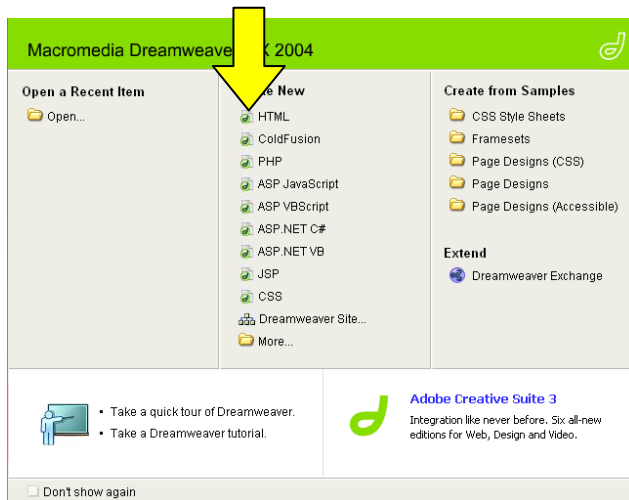 Macromedia Dreamweave X 2004
Open a Recent Item
Open...
e New
HTML
ColdFusion
PHP
ASP JavaScript
ASP VBScript
ASP.NET C#
ASP.NET VB
JSP
CSS
Dreamweaver Site...
More...
Create from Samples
CSS Style Sheets
Framesets
Page Designs (CSS)
Page Designs
Page Designs (Accessible)
Extend
Dreamweaver Exchange
• Take a quick tour of Dreamweaver.
• Take a Dreamweaver tutorial.
Adobe Creative Suite 3
Integration like never before. Six all-new
editions for Web, Design and Video.
Don't show again